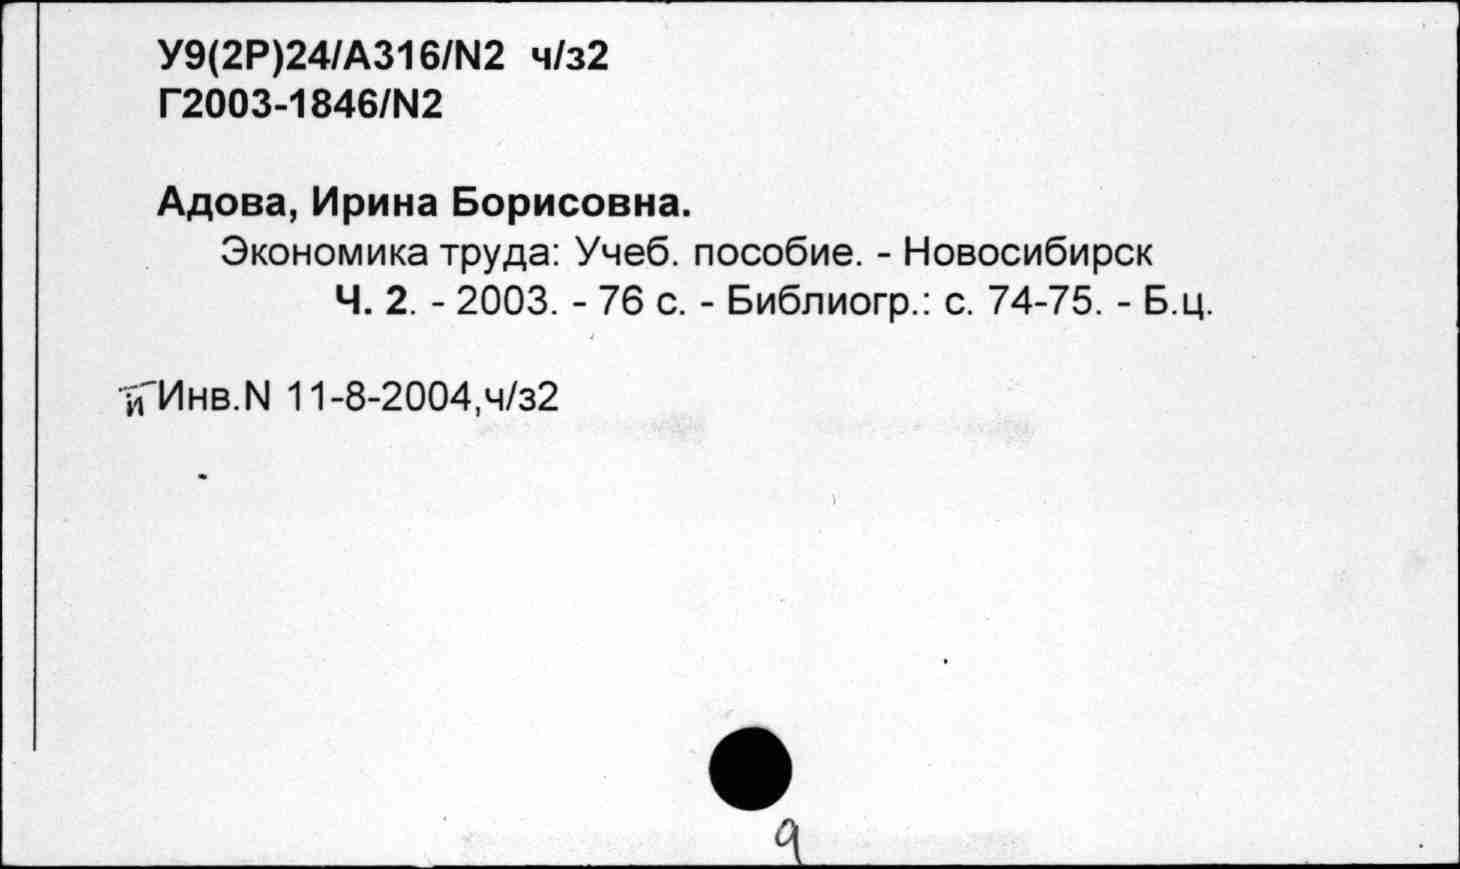 У9(2Р)24/А316/N2 ч/з2
Г2003-1846/N2
Адова, Ирина Борисовна.
Экономика труда: Учеб. пособие. - Новосибирск
Ч. 2. - 2003. - 76 с. - Библиогр.: с. 74-75. - Б.ц.
Инв.N 11-8-2004,ч/з2